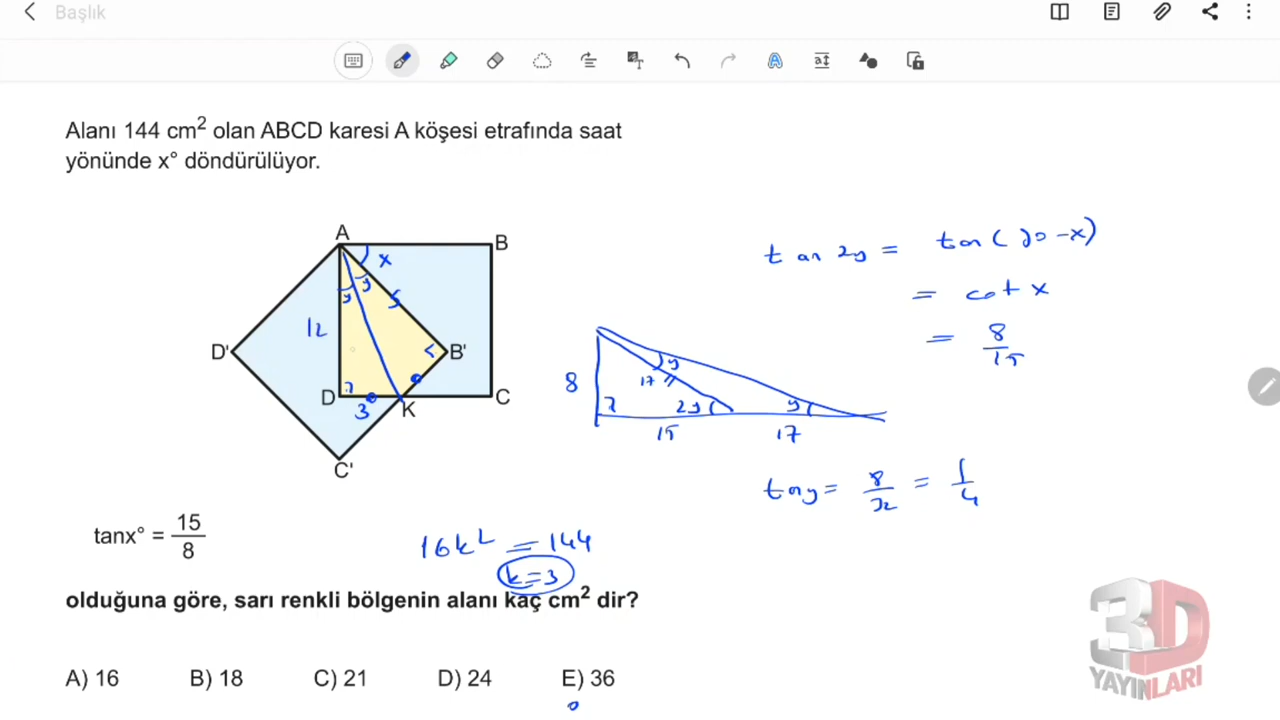 Başlık
Alanı 144 cm² olan ABCD karesi A köşesi etrafında saat
yönünde x° döndürülüyor.
A
B
x
y
y
5
12
D'
B'
D
3
K
C
C'
tan 2y = tan(90-x)
= cot x
= 8/15
8
y
17
2y
y
15
17
tan y = 8/32 = 1/4
tanx° = 15/8
16k² = 144
k=3
olduğuna göre, sarı renkli bölgenin alanı kaç cm² dir?
A) 16 B) 18 C) 21 D) 24 E) 36
3D
YAYINLARI